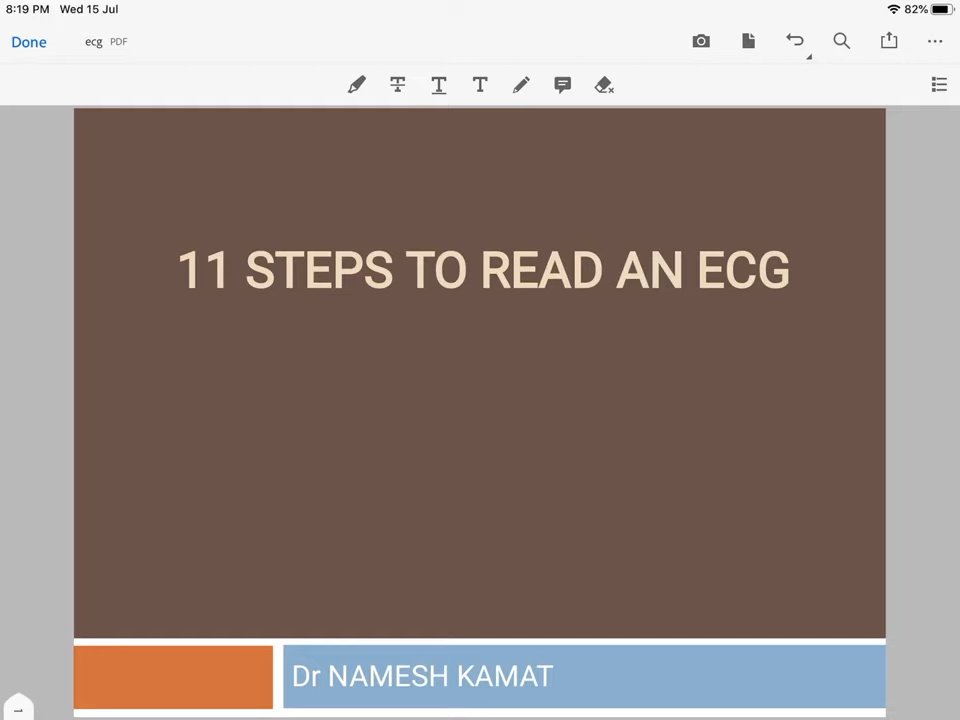 8:19 PM Wed 15 Jul 82%
Done ecg PDF
11 STEPS TO READ AN ECG
Dr NAMESH KAMAT
1